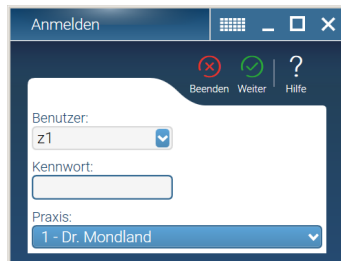 Anmelden
?
Beenden Weiter Hilfe
Benutzer:
z1
Kennwort:
Praxis:
1 - Dr. Mondland